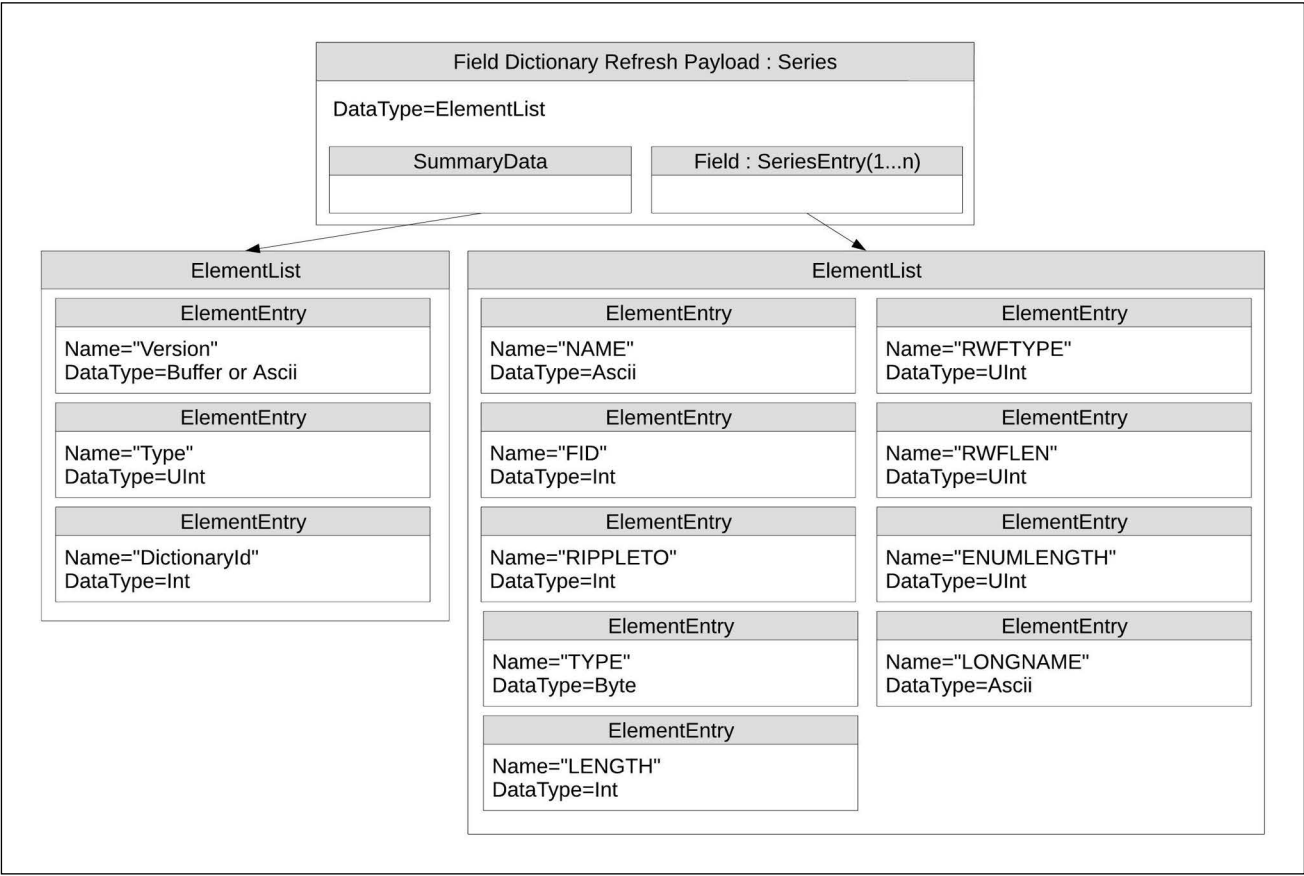 Field Dictionary Refresh Payload : Series
DataType=ElementList
SummaryData
Field : SeriesEntry(1...n)
ElementList
ElementEntry
Name="Version"
DataType=Buffer or Ascii
ElementEntry
Name="Type"
DataType=UInt
ElementEntry
Name="DictionaryId"
DataType=Int
ElementList
ElementEntry
Name="NAME"
DataType=Ascii
ElementEntry
Name="FID"
DataType=Int
ElementEntry
Name="RIPPLETO"
DataType=Int
ElementEntry
Name="TYPE"
DataType=Byte
ElementEntry
Name="LENGTH"
DataType=Int
ElementEntry
Name="RWFTYPE"
DataType=UInt
ElementEntry
Name="RWFLEN"
DataType=UInt
ElementEntry
Name="ENUMLENGTH"
DataType=UInt
ElementEntry
Name="LONGNAME"
DataType=Ascii